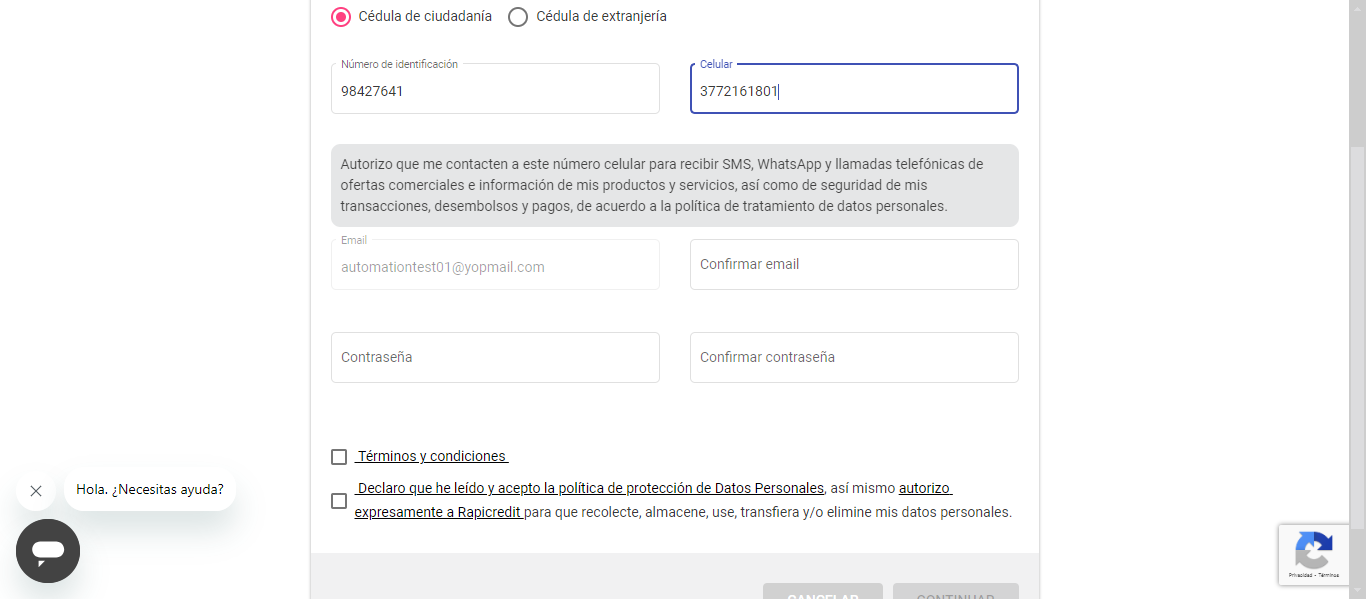 Cédula de ciudadanía Cédula de extranjería
Número de identificación
98427641
Celular
3772161801
Autorizo que me contacten a este número celular para recibir SMS, WhatsApp y llamadas telefónicas de
ofertas comerciales e información de mis productos y servicios, así como de seguridad de mis
transacciones, desembolsos y pagos, de acuerdo a la política de tratamiento de datos personales.
Email
automationtest01@yopmail.com
Confirmar email
Contraseña
Confirmar contraseña
Términos y condiciones
Declaro que he leído y acepto la política de protección de Datos Personales, así mismo autorizo
expresamente a Rapicredit para que recolecte, almacene, use, transfiera y/o elimine mis datos personales.
Hola. ¿Necesitas ayuda?
Privacidad - Términos
CANCELAR CONTINUAR